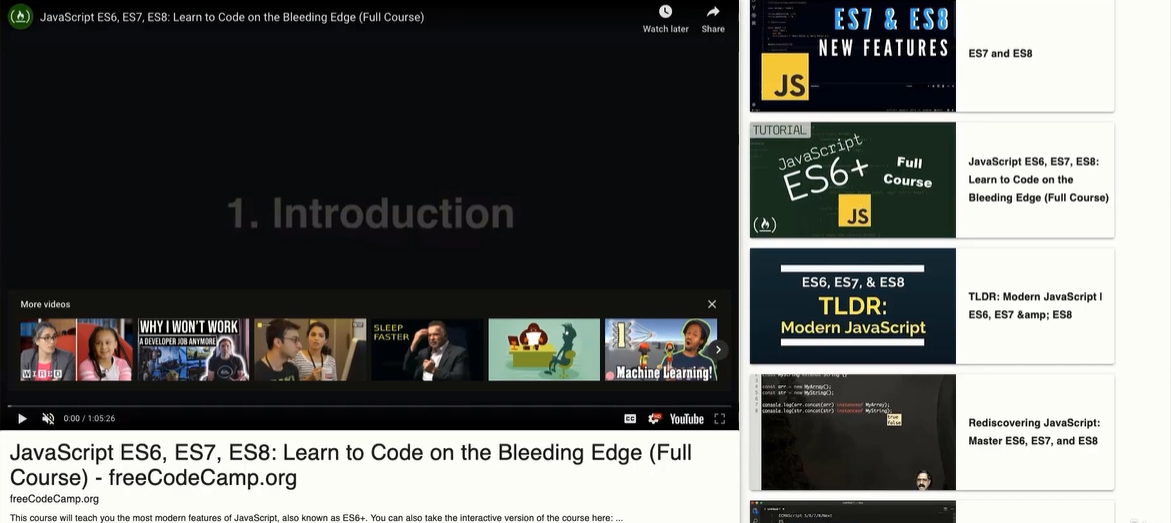 JavaScript ES6, ES7, ES8: Learn to Code on the Bleeding Edge (Full Course)
Watch later
Share
1. Introduction
More videos
WIRED
WHY I WON'T WORK
A DEVELOPER JOB ANYMORE
SLEEP
FASTER
1
Machine Learning!
0:00 / 1:05:26
CC
HD
YouTube
JavaScript ES6, ES7, ES8: Learn to Code on the Bleeding Edge (Full
Course) - freeCodeCamp.org
freeCodeCamp.org
This course will teach you the most modern features of JavaScript, also known as ES6+. You can also take the interactive version of the course here: ...
ES7 & ES8
NEW FEATURES
JS
ES7 and ES8
TUTORIAL
JavaScript
ES6+
Full
Course
JS
JavaScript ES6, ES7, ES8:
Learn to Code on the
Bleeding Edge (Full Course)
ES6, ES7, & ES8
TLDR:
Modern JavaScript
TLDR: Modern JavaScript |
ES6, ES7 &amp; ES8
const arr = new MyArray();
const str = new MyString();
console.log(arr.concat(arr) instanceof MyArray);
console.log(str.concat(str) instanceof MyString);
true
false
Rediscovering JavaScript:
Master ES6, ES7, and ES8